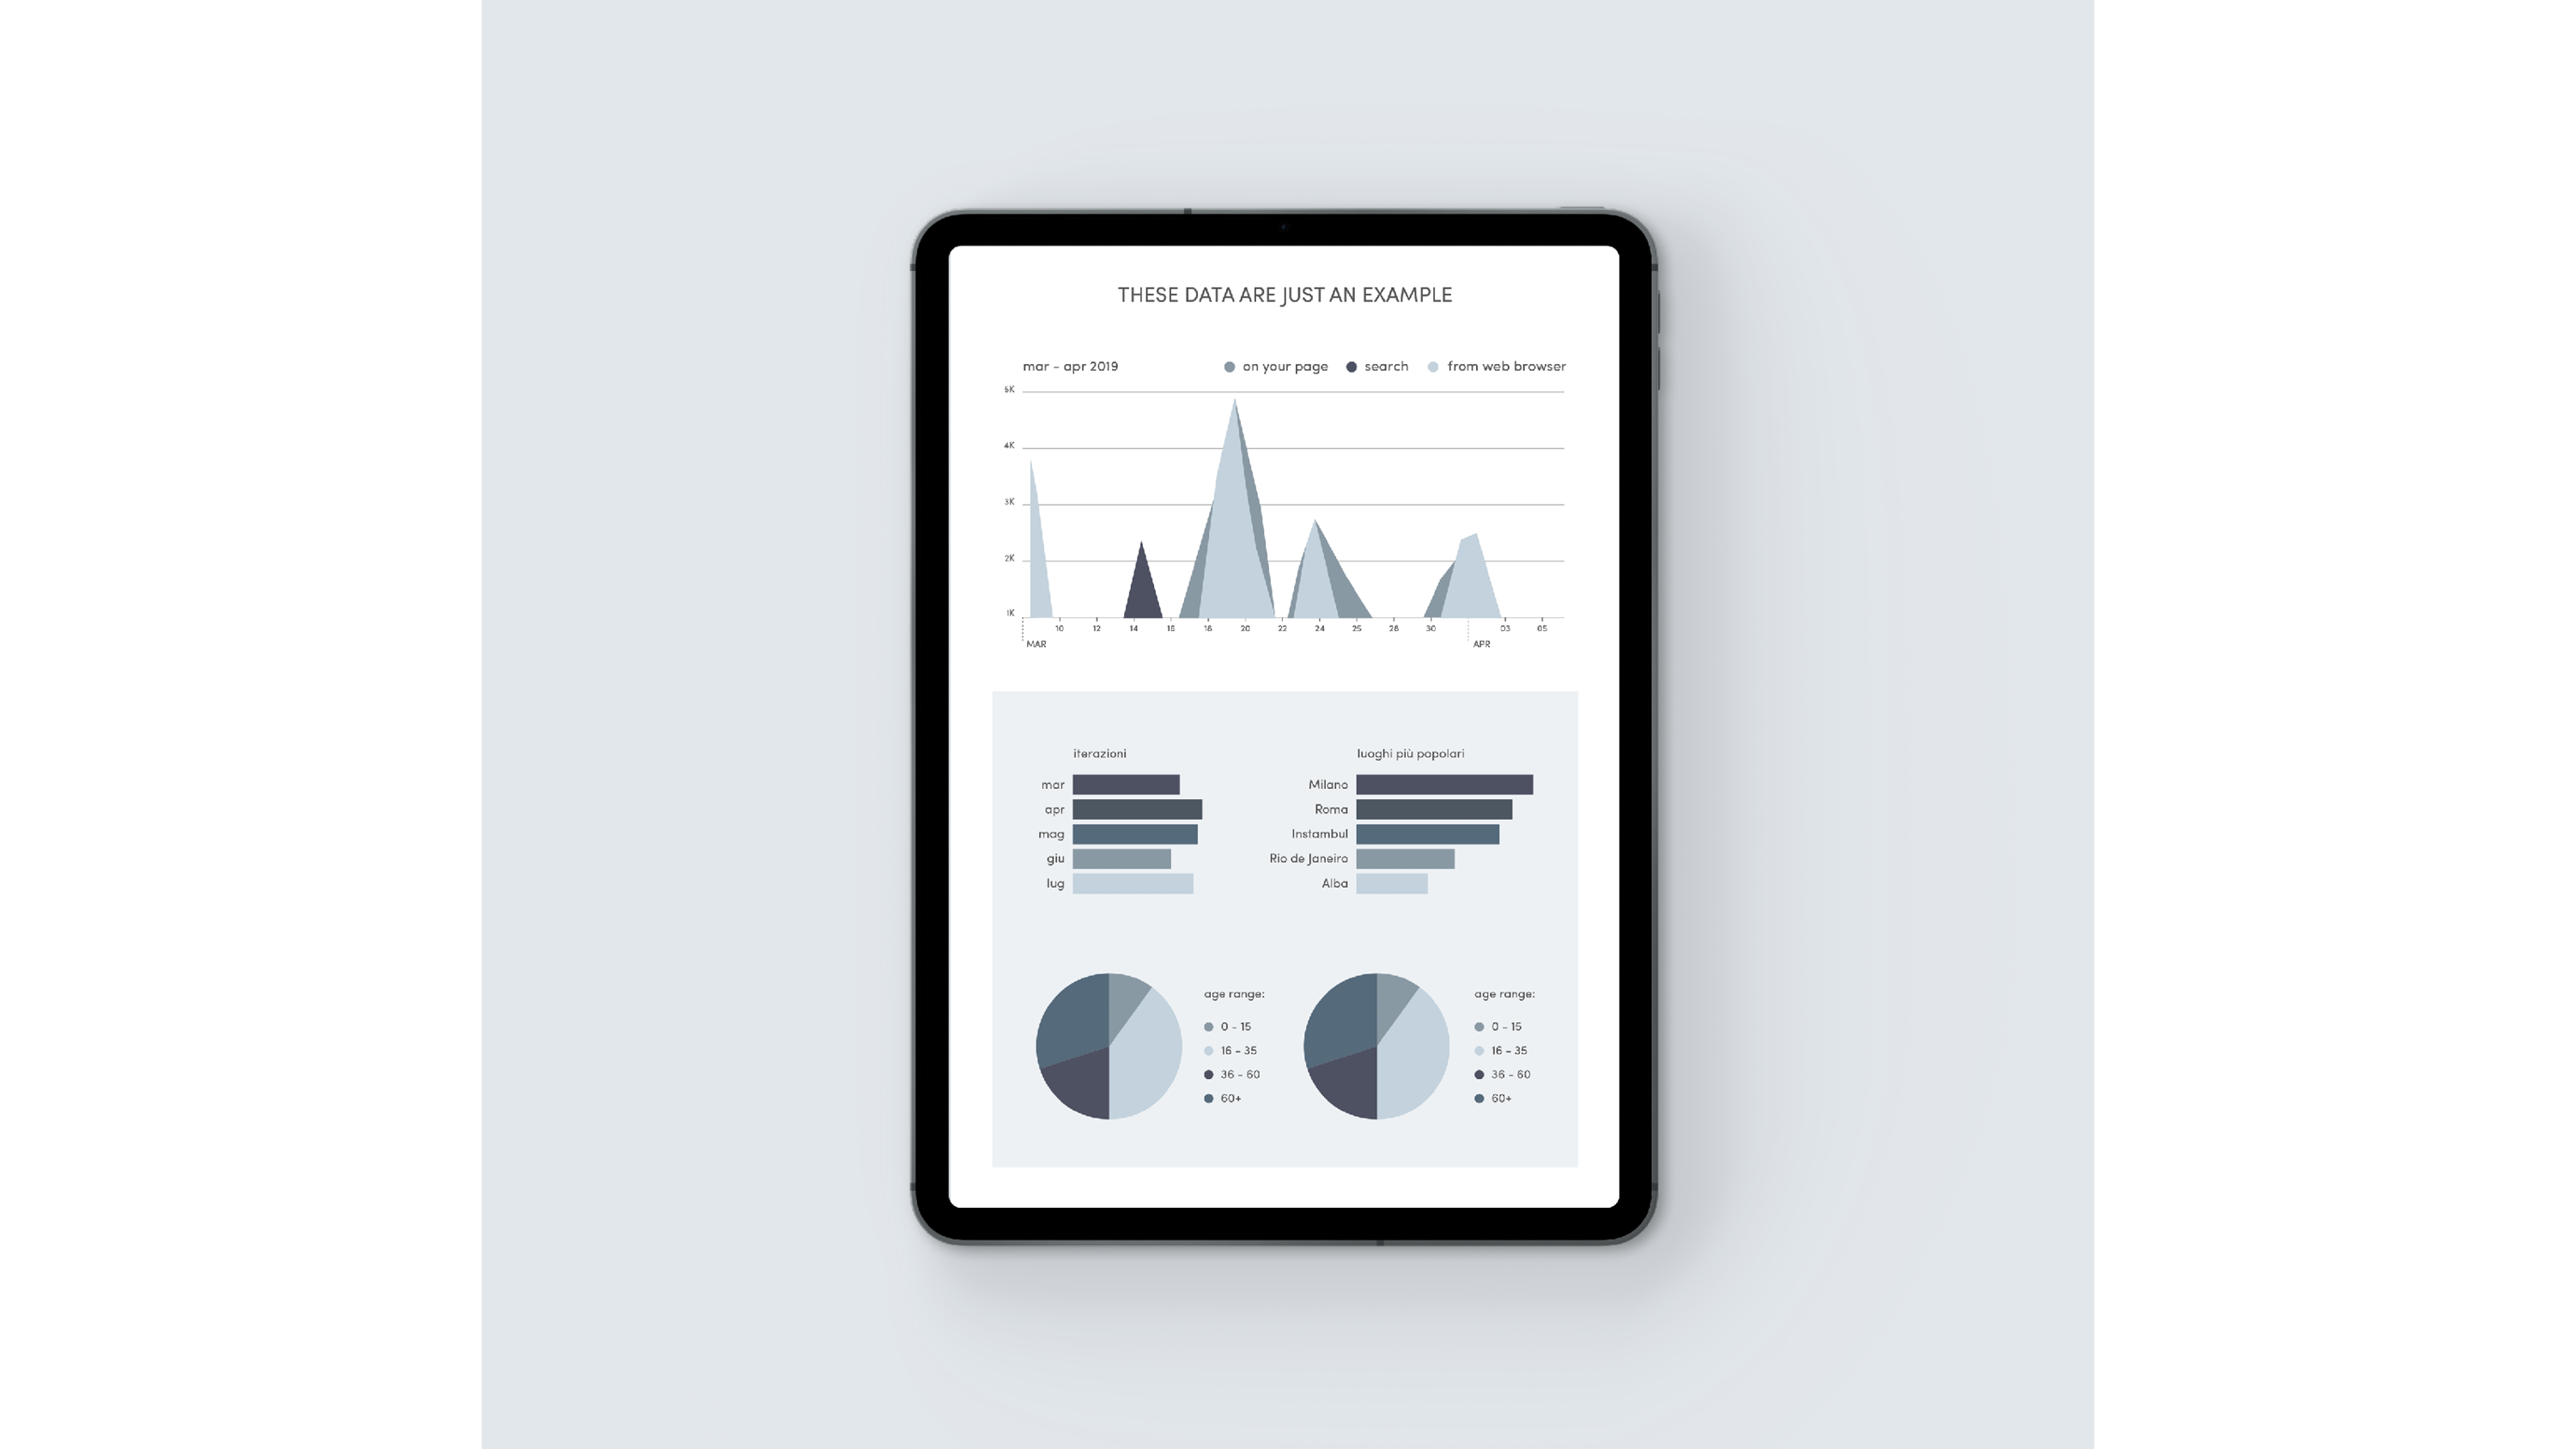 THESE DATA ARE JUST AN EXAMPLE
mar - apr 2019
on your page search from web browser
5K
4K
3K
2K
1K
10 12 14 16 18 20 22 24 25 28 30 03 05
MAR APR
iterazioni
mar
apr
mag
giu
lug
luoghi più popolari
Milano
Roma
Instambul
Rio de Janeiro
Alba
age range:
0 - 15
16 - 35
36 - 60
60+
age range:
0 - 15
16 - 35
36 - 60
60+